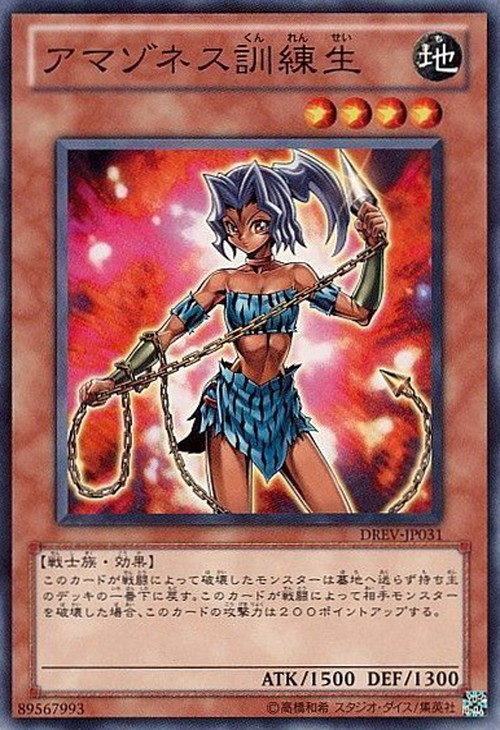 アマゾネス訓練生
くんれんせい
地
ち
DREV-JP031
【戦士族・効果】
このカードが戦闘によって破壊したモンスターは墓地へ送らず持ち主
のデッキの一番下に戻す。このカードが戦闘によって相手モンスター
を破壊した場合、このカードの攻撃力は200ポイントアップする。
ATK/1500 DEF/1300
89567993
©高橋和希 スタジオ・ダイス/集英社